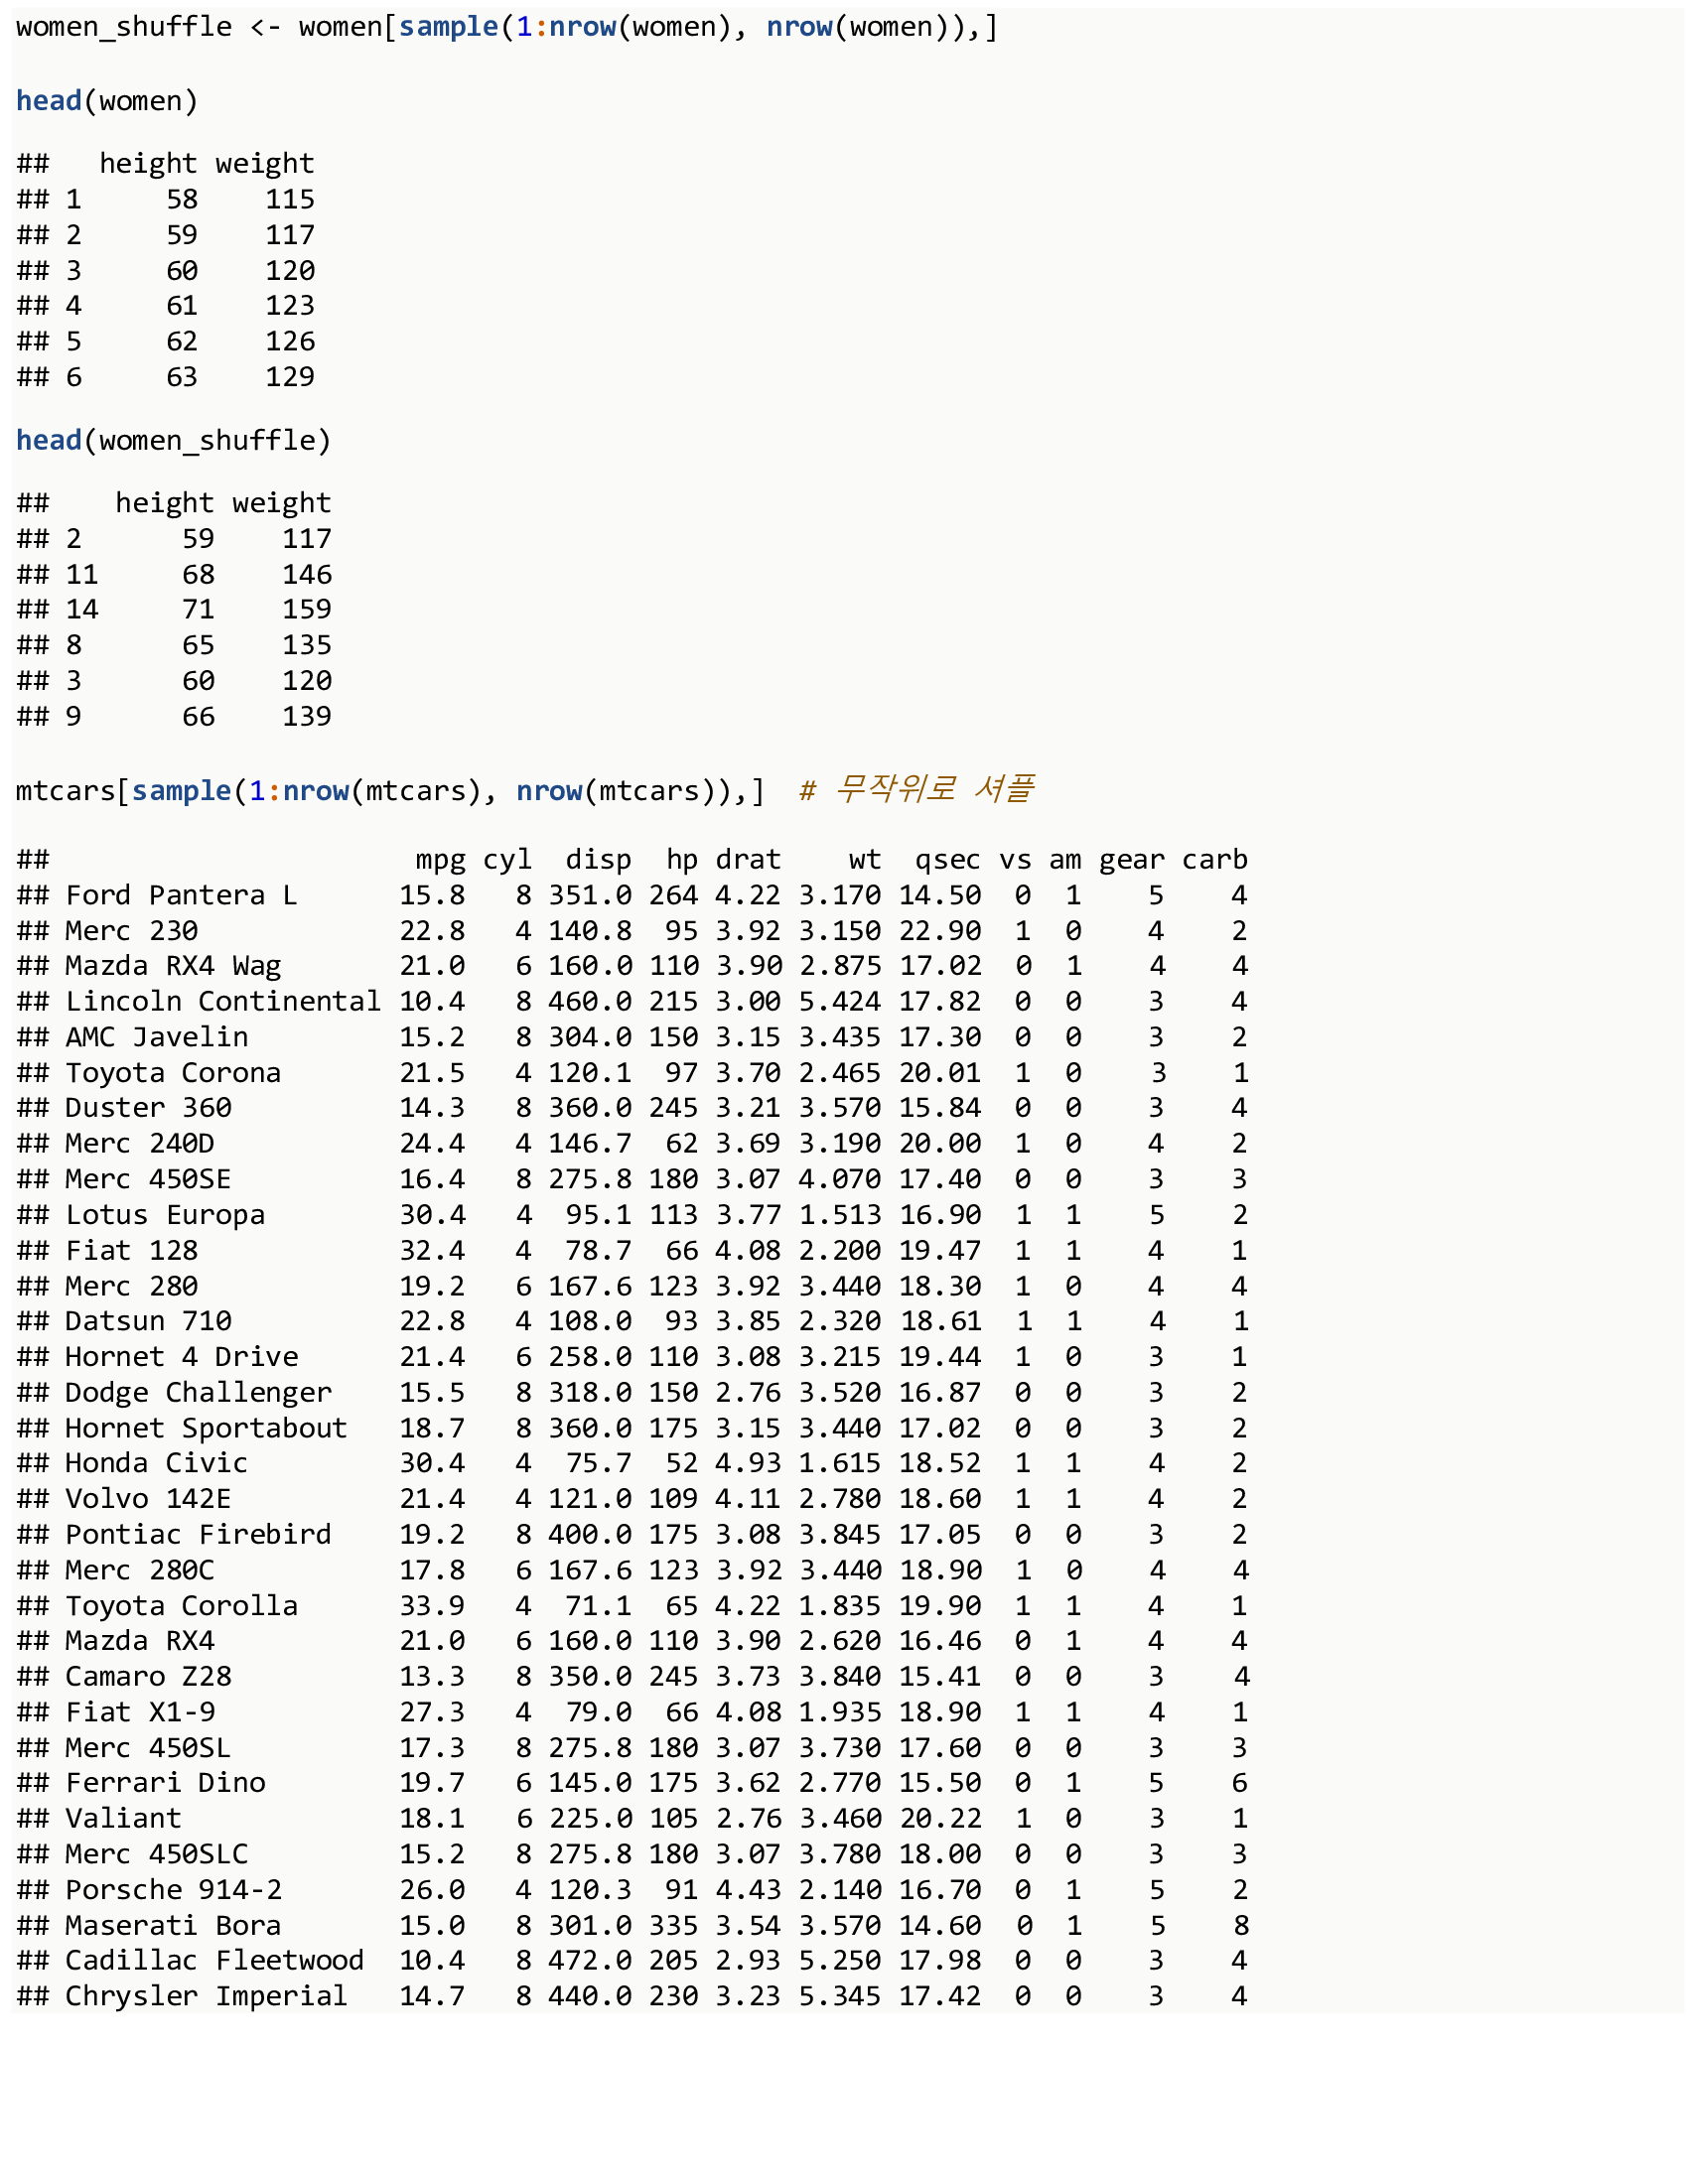 women_shuffle <- women[sample(1:nrow(women), nrow(women)),]
head(women)
##   height weight
## 1     58    115
## 2     59    117
## 3     60    120
## 4     61    123
## 5     62    126
## 6     63    129
head(women_shuffle)
##    height weight
## 2      59    117
## 11     68    146
## 14     71    159
## 8      65    135
## 3      60    120
## 9      66    139
mtcars[sample(1:nrow(mtcars), nrow(mtcars)),]  # 무작위로 셔플
##                      mpg cyl  disp  hp drat    wt  qsec vs am gear carb
## Ford Pantera L      15.8   8 351.0 264 4.22 3.170 14.50  0  1    5    4
## Merc 230            22.8   4 140.8  95 3.92 3.150 22.90  1  0    4    2
## Mazda RX4 Wag       21.0   6 160.0 110 3.90 2.875 17.02  0  1    4    4
## Lincoln Continental 10.4   8 460.0 215 3.00 5.424 17.82  0  0    3    4
## AMC Javelin         15.2   8 304.0 150 3.15 3.435 17.30  0  0    3    2
## Toyota Corona       21.5   4 120.1  97 3.70 2.465 20.01  1  0    3    1
## Duster 360          14.3   8 360.0 245 3.21 3.570 15.84  0  0    3    4
## Merc 240D           24.4   4 146.7  62 3.69 3.190 20.00  1  0    4    2
## Merc 450SE          16.4   8 275.8 180 3.07 4.070 17.40  0  0    3    3
## Lotus Europa        30.4   4  95.1 113 3.77 1.513 16.90  1  1    5    2
## Fiat 128            32.4   4  78.7  66 4.08 2.200 19.47  1  1    4    1
## Merc 280            19.2   6 167.6 123 3.92 3.440 18.30  1  0    4    4
## Datsun 710          22.8   4 108.0  93 3.85 2.320 18.61  1  1    4    1
## Hornet 4 Drive      21.4   6 258.0 110 3.08 3.215 19.44  1  0    3    1
## Dodge Challenger    15.5   8 318.0 150 2.76 3.520 16.87  0  0    3    2
## Hornet Sportabout   18.7   8 360.0 175 3.15 3.440 17.02  0  0    3    2
## Honda Civic         30.4   4  75.7  52 4.93 1.615 18.52  1  1    4    2
## Volvo 142E          21.4   4 121.0 109 4.11 2.780 18.60  1  1    4    2
## Pontiac Firebird    19.2   8 400.0 175 3.08 3.845 17.05  0  0    3    2
## Merc 280C           17.8   6 167.6 123 3.92 3.440 18.90  1  0    4    4
## Toyota Corolla      33.9   4  71.1  65 4.22 1.835 19.90  1  1    4    1
## Mazda RX4           21.0   6 160.0 110 3.90 2.620 16.46  0  1    4    4
## Camaro Z28          13.3   8 350.0 245 3.73 3.840 15.41  0  0    3    4
## Fiat X1-9           27.3   4  79.0  66 4.08 1.935 18.90  1  1    4    1
## Merc 450SL          17.3   8 275.8 180 3.07 3.730 17.60  0  0    3    3
## Ferrari Dino        19.7   6 145.0 175 3.62 2.770 15.50  0  1    5    6
## Valiant             18.1   6 225.0 105 2.76 3.460 20.22  1  0    3    1
## Merc 450SLC         15.2   8 275.8 180 3.07 3.780 18.00  0  0    3    3
## Porsche 914-2       26.0   4 120.3  91 4.43 2.140 16.70  0  1    5    2
## Maserati Bora       15.0   8 301.0 335 3.54 3.570 14.60  0  1    5    8
## Cadillac Fleetwood  10.4   8 472.0 205 2.93 5.250 17.98  0  0    3    4
## Chrysler Imperial   14.7   8 440.0 230 3.23 5.345 17.42  0  0    3    4